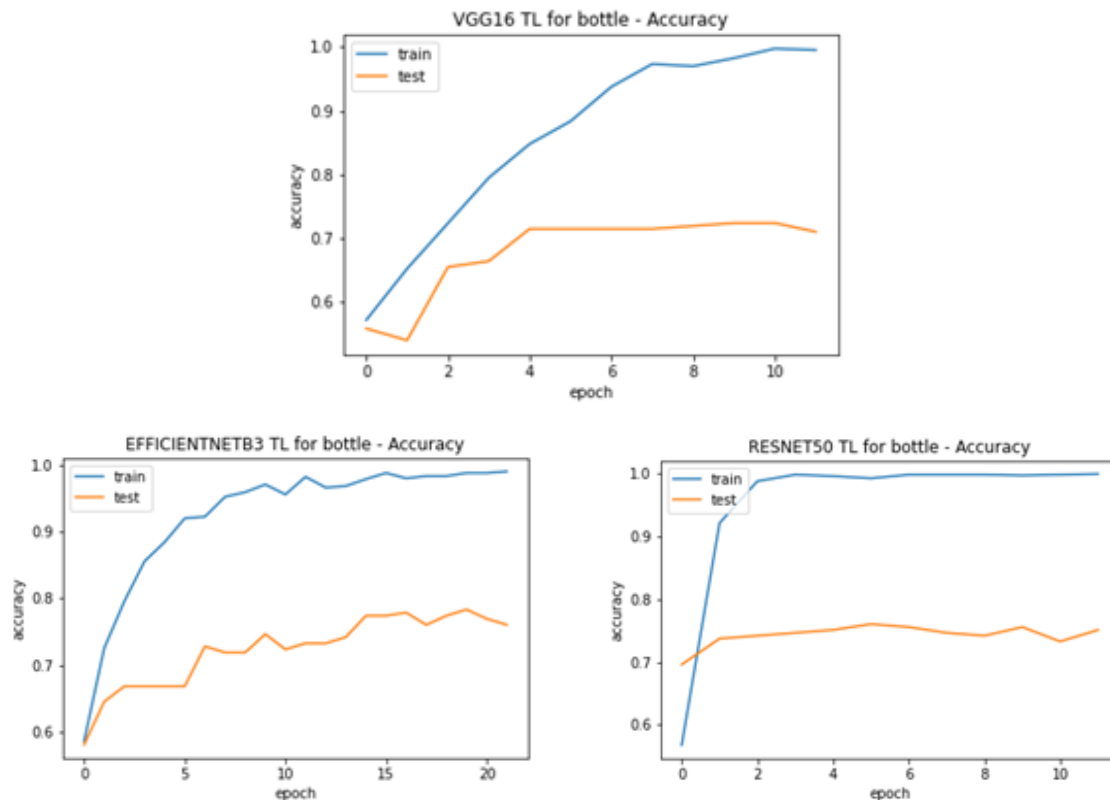 VGG16 TL for bottle - Accuracy
train
test
1.0
0.9
0.8
0.7
0.6
accuracy
0 2 4 6 8 10
epoch
EFFICIENTNETB3 TL for bottle - Accuracy
train
test
1.0
0.9
0.8
0.7
0.6
accuracy
0 5 10 15 20
epoch
RESNET50 TL for bottle - Accuracy
train
test
1.0
0.9
0.8
0.7
0.6
accuracy
0 2 4 6 8 10
epoch